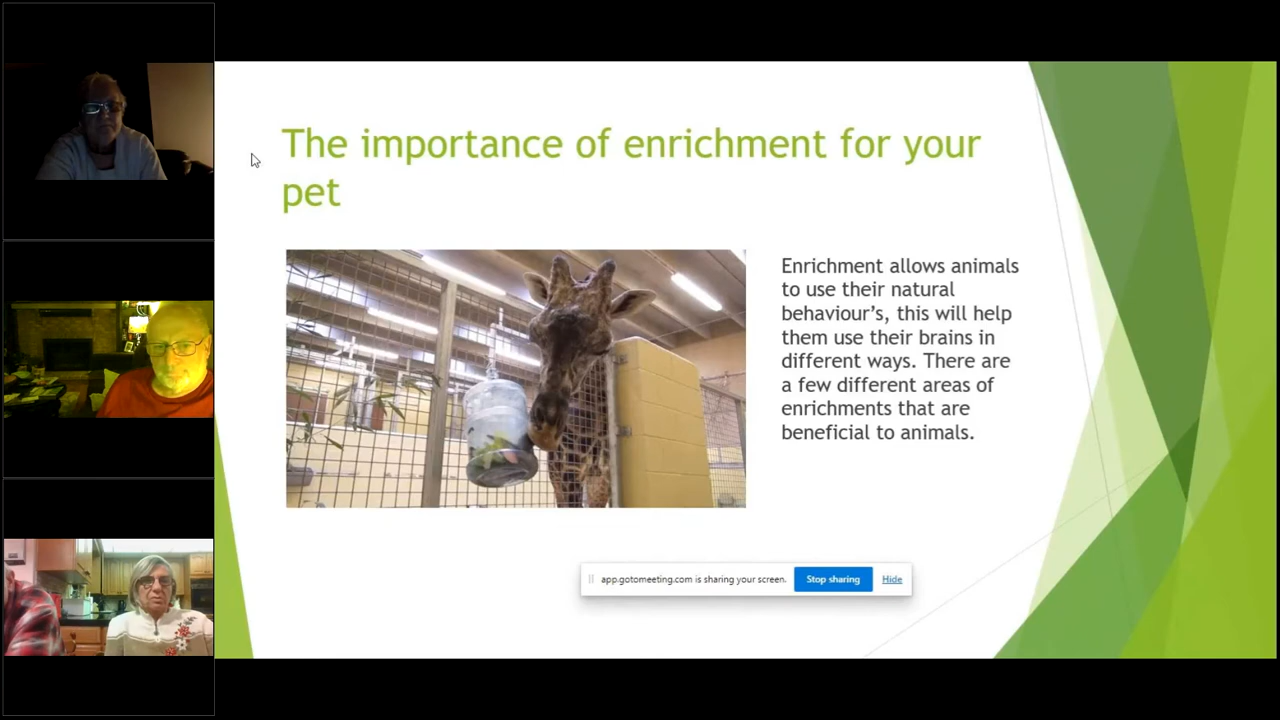 The importance of enrichment for your
pet
Enrichment allows animals
to use their natural
behaviour's, this will help
them use their brains in
different ways. There are
a few different areas of
enrichments that are
beneficial to animals.
app.gotomeeting.com is sharing your screen. Stop sharing Hide